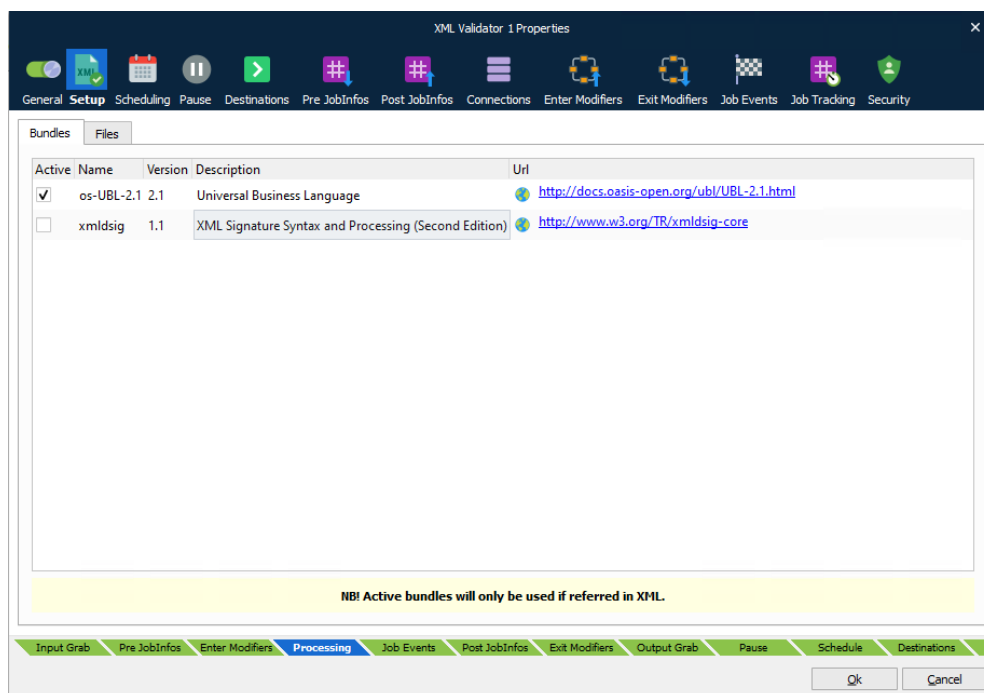 XML Validator 1 Properties
General Setup Scheduling Pause Destinations Pre JobInfos Post JobInfos Connections Enter Modifiers Exit Modifiers Job Events Job Tracking Security
Bundles Files
Active Name Version Description Url
os-UBL-2.1 2.1 Universal Business Language http://docs.oasis-open.org/ubl/UBL-2.1.html
xmldsig 1.1 XML Signature Syntax and Processing (Second Edition) http://www.w3.org/TR/xmldsig-core
NB! Active bundles will only be used if referred in XML.
Input Grab Pre JobInfos Enter Modifiers Processing Job Events Post JobInfos Exit Modifiers Output Grab Pause Schedule Destinations
Ok Cancel